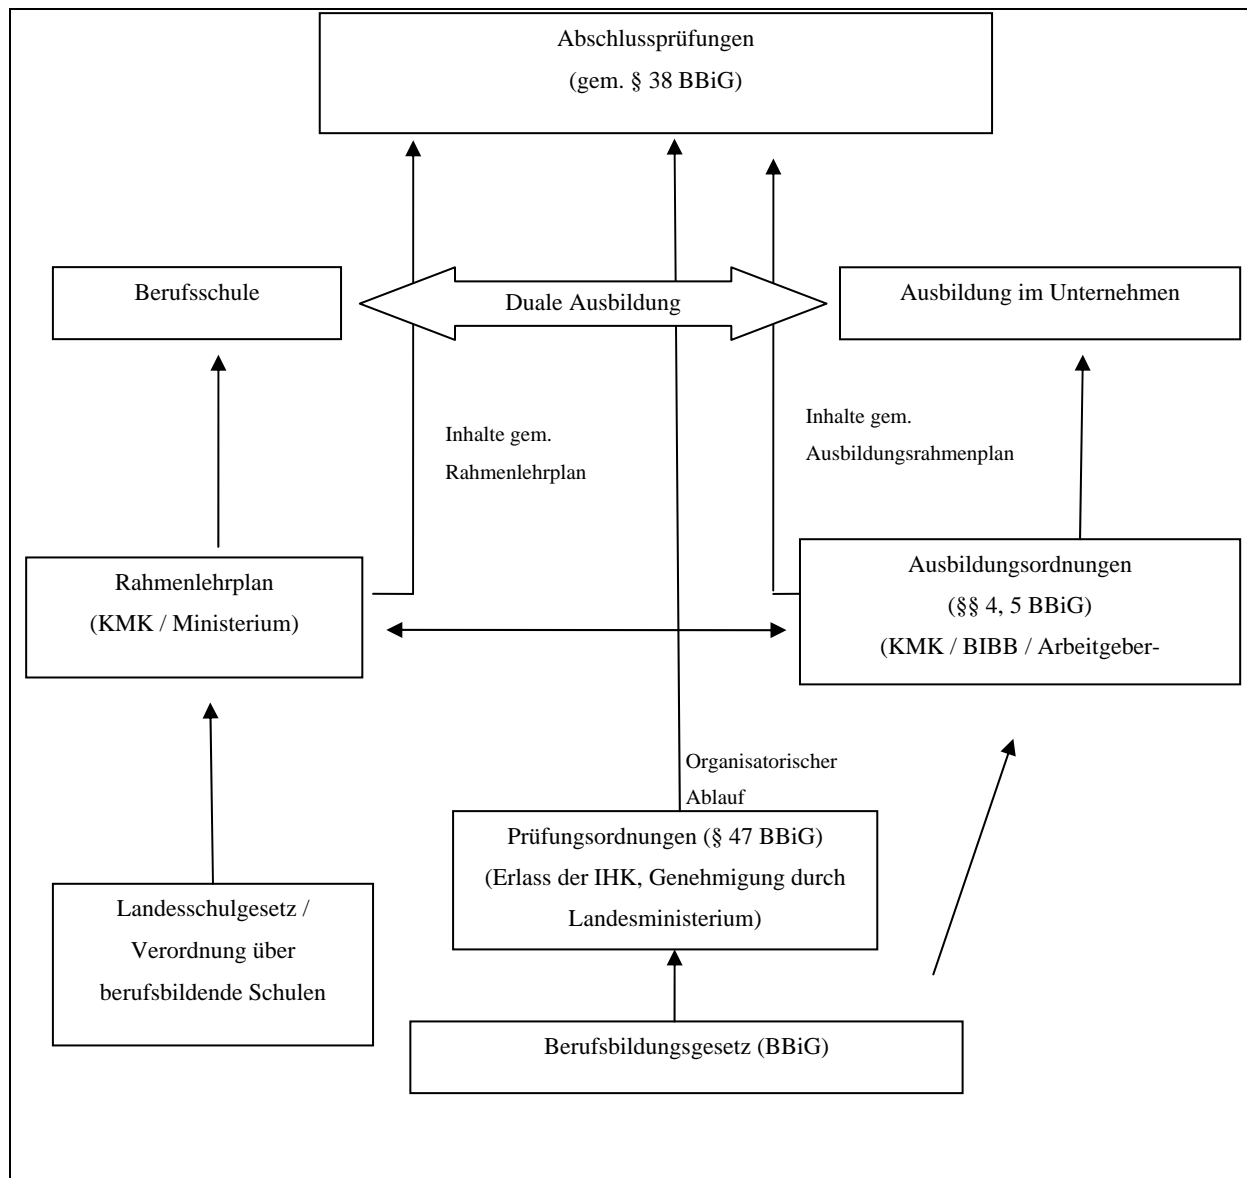 Abschlussprüfungen
(gem. § 38 BBiG)
Berufsschule
Duale Ausbildung
Ausbildung im Unternehmen
Inhalte gem.
Rahmenlehrplan
Inhalte gem.
Ausbildungsrahmenplan
Rahmenlehrplan
(KMK / Ministerium)
Ausbildungsordnungen
(§§ 4, 5 BBiG)
(KMK / BIBB / Arbeitgeber-
Organisatorischer
Ablauf
Prüfungsordnungen (§ 47 BBiG)
(Erlass der IHK, Genehmigung durch
Landesministerium)
Landesschulgesetz /
Verordnung über
berufsbildende Schulen
Berufsbildungsgesetz (BBiG)